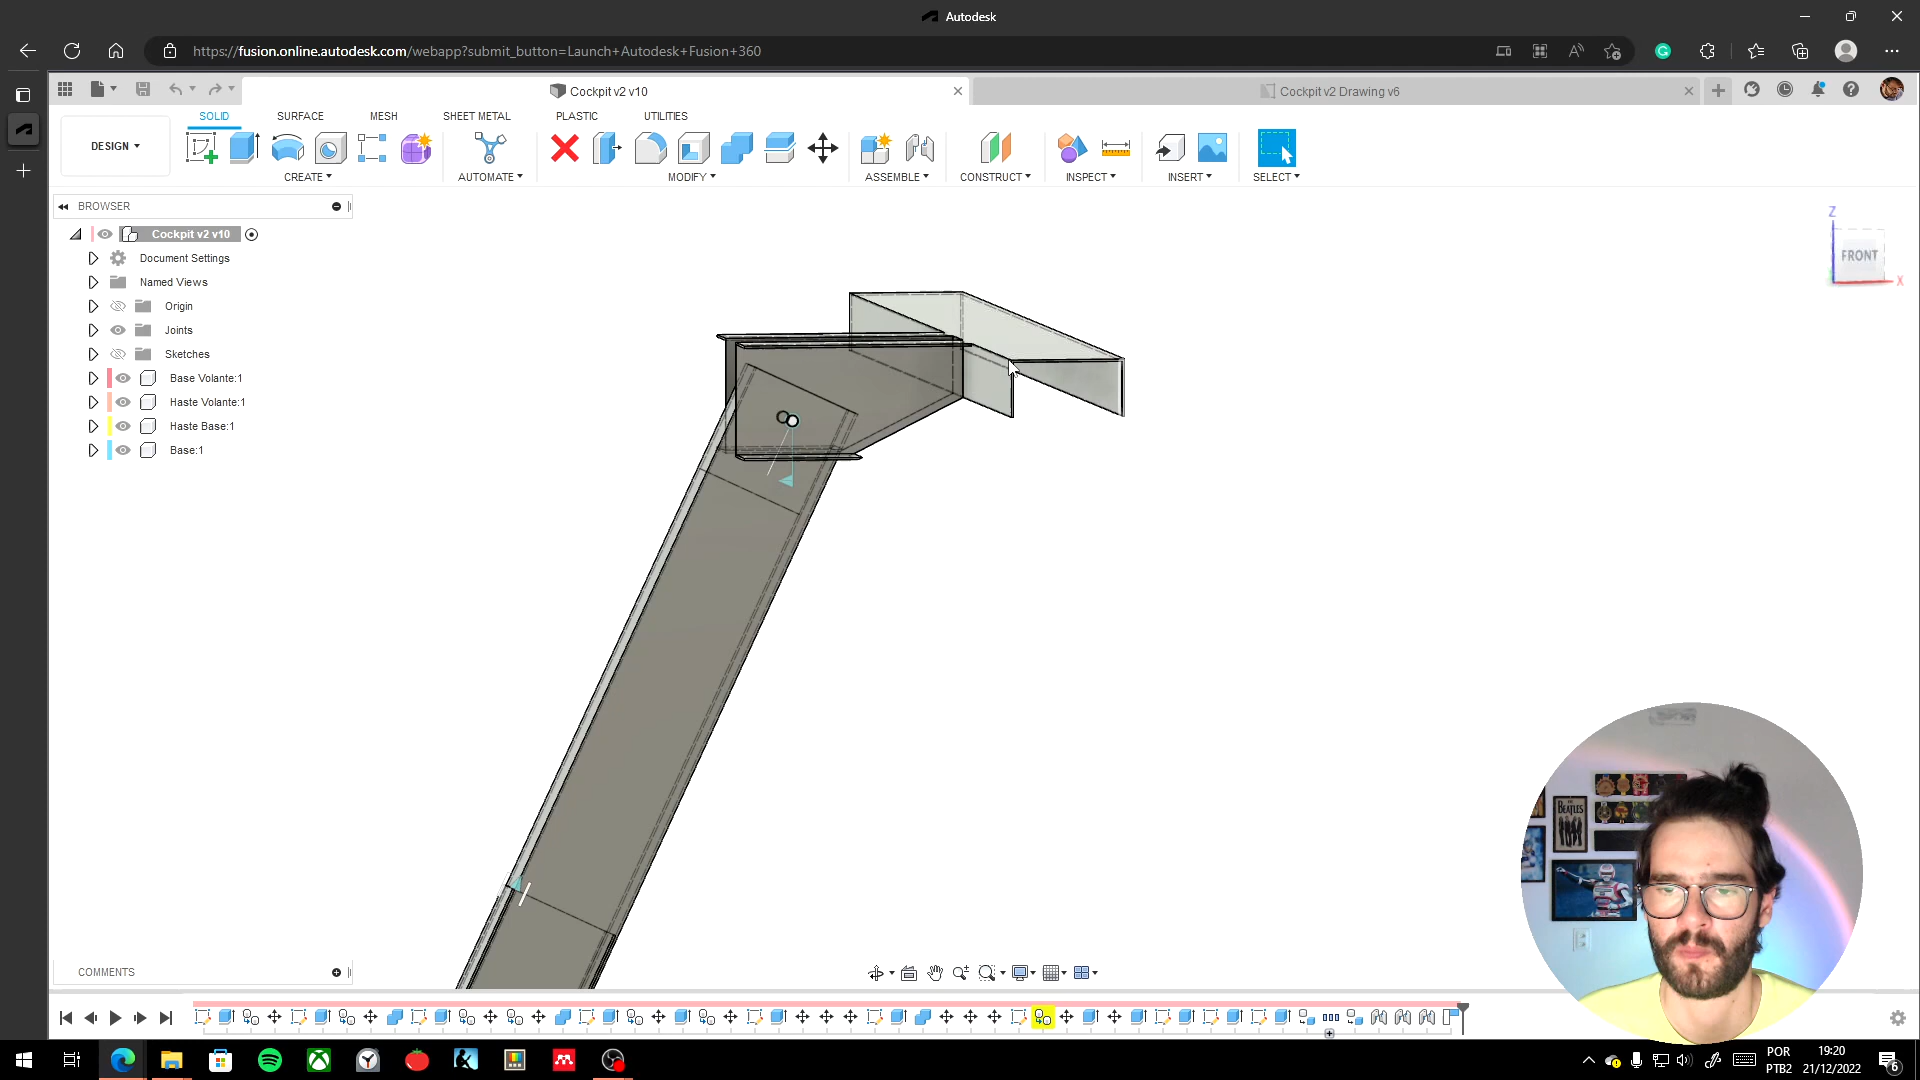 Autodesk
https://fusion.online.autodesk.com/webapp?submit_button=Launch+Autodesk+Fusion+360
Cockpit v2 v10
Cockpit v2 Drawing v6
SOLID
SURFACE
MESH
SHEET METAL
PLASTIC
UTILITIES
DESIGN
CREATE
AUTOMATE
MODIFY
ASSEMBLE
CONSTRUCT
INSPECT
INSERT
SELECT
BROWSER
Cockpit v2 v10
Document Settings
Named Views
Origin
Joints
Sketches
Base Volante:1
Haste Volante:1
Haste Base:1
Base:1
Z
FRONT
X
BEATLES
COMMENTS
POR
PTB2
19:20
21/12/2022
6